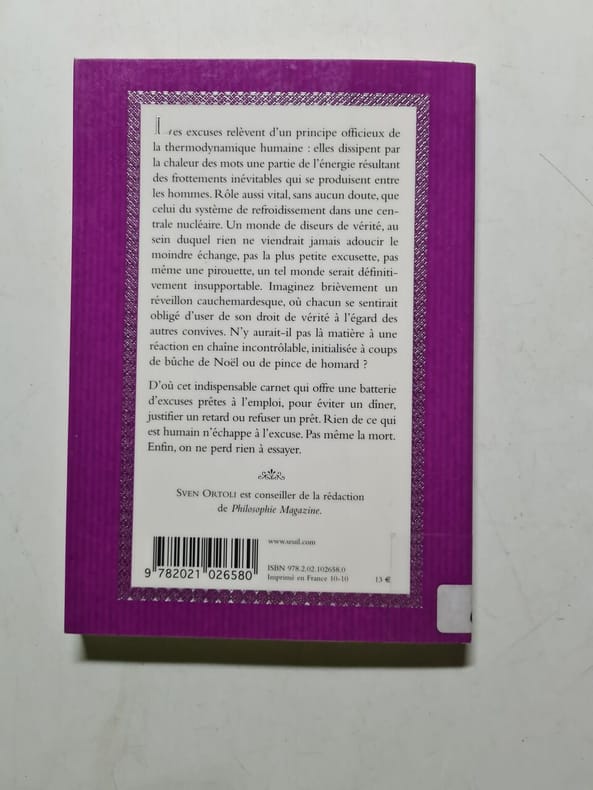 Les excuses relèvent d'un principe officieux de
la thermodynamique humaine : elles dissipent par
la chaleur des mots une partie de l'énergie résultant
des frottements inévitables qui se produisent entre
les hommes. Rôle aussi vital, sans aucun doute, que
celui du système de refroidissement dans une cen-
trale nucléaire. Un monde de diseurs de vérité, au
sein duquel rien ne viendrait jamais adoucir le
moindre échange, pas la plus petite excusette, pas
même une pirouette, un tel monde serait définiti-
vement insupportable. Imaginez brièvement un
réveillon cauchemardesque, où chacun se sentirait
obligé d'user de son droit de vérité à l'égard des
autres convives. N'y aurait-il pas là matière à une
réaction en chaîne incontrôlable, initialisée à coups
de bûche de Noël ou de pince de homard ?
D'où cet indispensable carnet qui offre une batterie
d'excuses prêtes à l'emploi, pour éviter un dîner,
justifier un retard ou refuser un prêt. Rien de ce qui
est humain n'échappe à l'excuse. Pas même la mort.
Enfin, on ne perd rien à essayer.
SVEN ORTOLI est conseiller de la rédaction
de Philosophie Magazine.
www.seuil.com
9 782021 026580
ISBN 978.2.02.102658.0
Imprimé en France 10-10
13 €